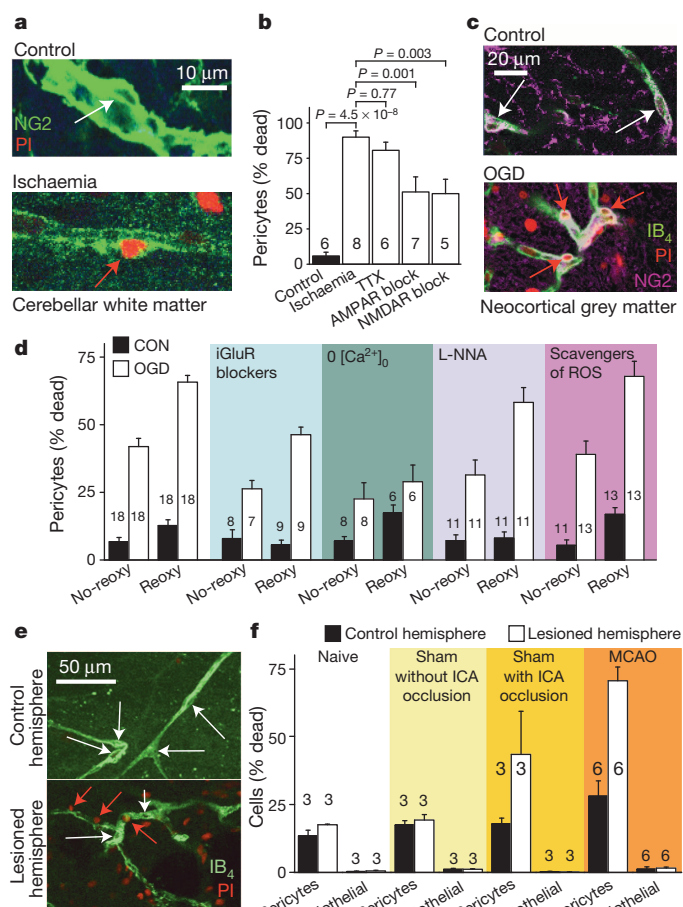 a
Control
10 µm
NG2
PI
Ischaemia
Cerebellar white matter
b
P = 0.003
P = 0.001
P = 0.77
P = 4.5 × 10⁻⁸
100
75
50
25
0
Pericytes (% dead)
6
8
6
7
5
Control
Ischaemia
TTX
AMPAR block
NMDAR block
c
Control
20 µm
OGD
IB₄
PI
NG2
Neocortical grey matter
d
CON
OGD
iGluR blockers
0 [Ca²⁺]₀
L-NNA
Scavengers of ROS
75
50
25
0
Pericytes (% dead)
18 18 18 18
8 7 9 9
8 8 6 6
11 11 11 11
11 13 13 13
No-reoxy Reoxy No-reoxy Reoxy No-reoxy Reoxy No-reoxy Reoxy No-reoxy Reoxy
e
50 µm
Control hemisphere
Lesioned hemisphere
IB₄
PI
f
Control hemisphere
Lesioned hemisphere
Naive
Sham without ICA occlusion
Sham with ICA occlusion
MCAO
75
50
25
0
Cells (% dead)
3 3 3 3
3 3 3 3
3 3 3 3
6 6 6 6